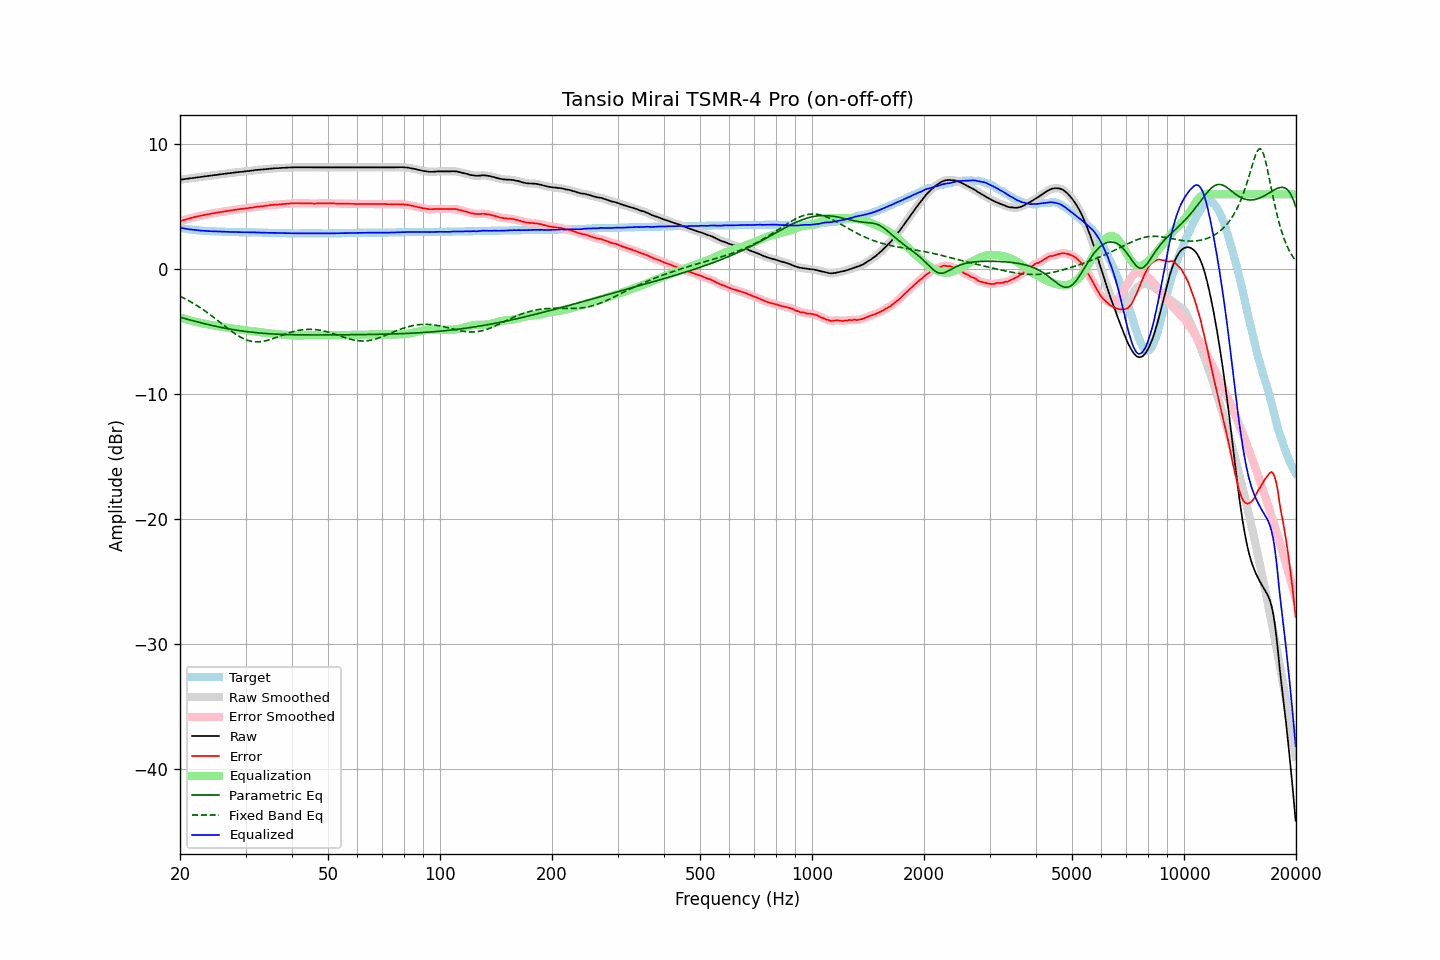 Tansio Mirai TSMR-4 Pro (on-off-off)
10
0
−10
−20
−30
−40
Amplitude (dBr)
Target
Raw Smoothed
Error Smoothed
Raw
Error
Equalization
Parametric Eq
Fixed Band Eq
Equalized
20 50 100 200 500 1000 2000 5000 10000 20000
Frequency (Hz)